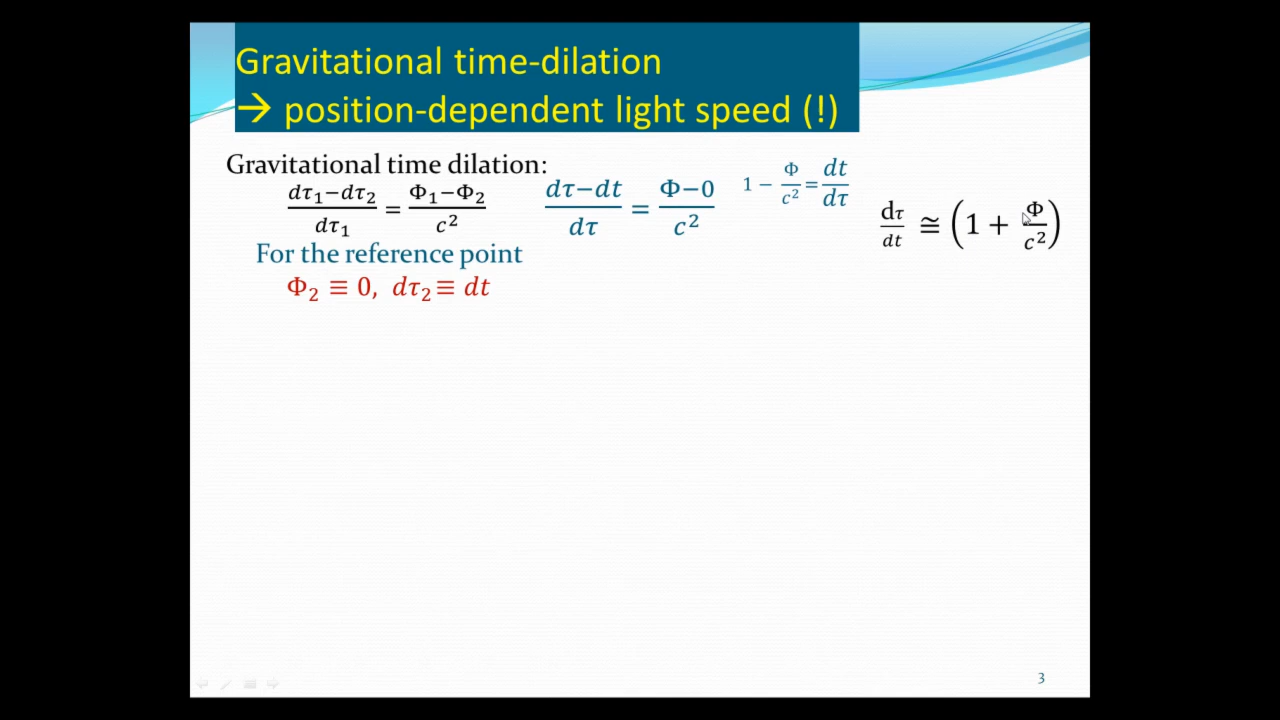 Gravitational time-dilation
→ position-dependent light speed (!)
Gravitational time dilation:
(dτ₁−dτ₂)/dτ₁ = (Φ₁−Φ₂)/c²
(dτ−dt)/dτ = (Φ−0)/c²
1 − Φ/c² = dt/dτ
dτ/dt ≅ (1 + Φ/c²)
For the reference point
Φ₂ ≡ 0, dτ₂ ≡ dt
3